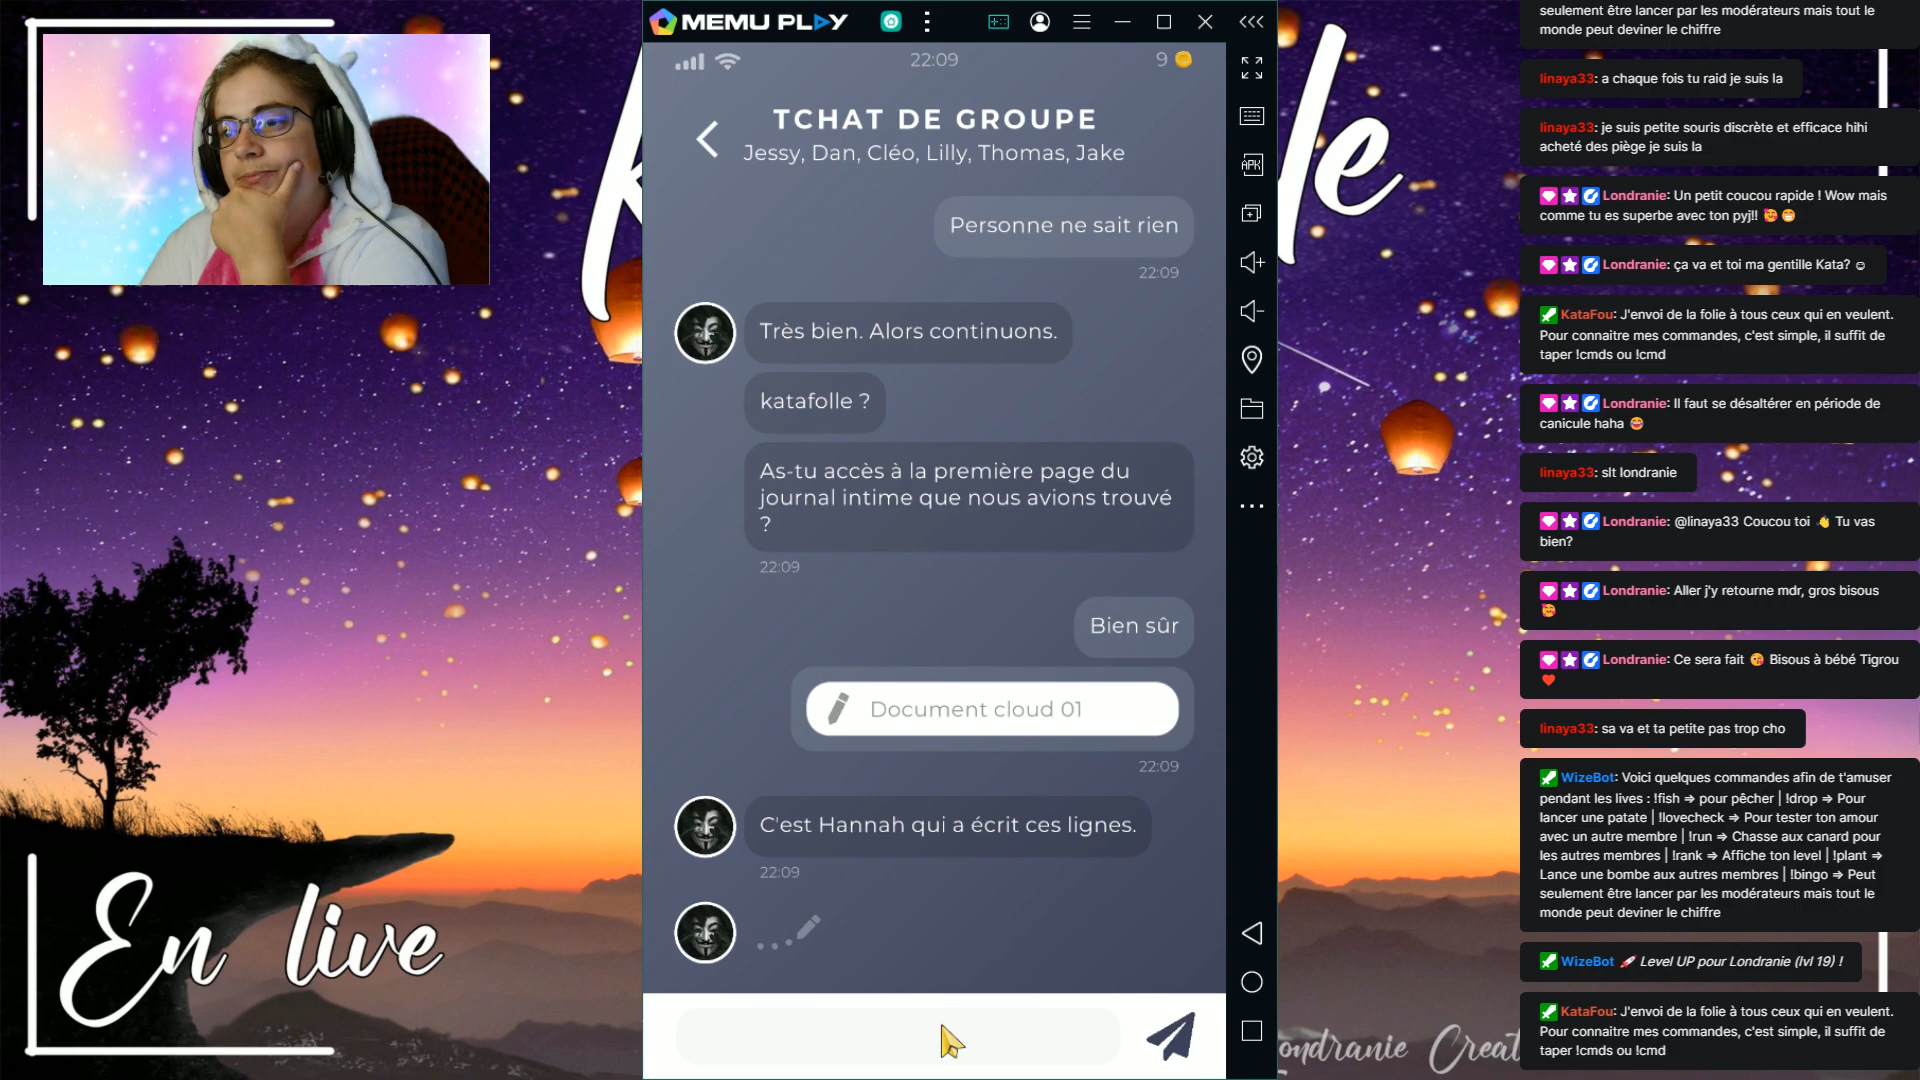 MEMU PLAY
22:09
9
TCHAT DE GROUPE
Jessy, Dan, Cléo, Lilly, Thomas, Jake
Personne ne sait rien
22:09
Très bien. Alors continuons.
katafolle ?
As-tu accès à la première page du
journal intime que nous avions trouvé
?
22:09
Bien sûr
Document cloud 01
22:09
C'est Hannah qui a écrit ces lignes.
22:09
APK
En live
seulement être lancer par les modérateurs mais tout le
monde peut deviner le chiffre
linaya33: a chaque fois tu raid je suis la
linaya33: je suis petite souris discrète et efficace hihi
acheté des piège je suis la
Londranie: Un petit coucou rapide ! Wow mais
comme tu es superbe avec ton pyj!! 🥰 😁
Londranie: ça va et toi ma gentille Kata? ☺
KataFou: J'envoi de la folie à tous ceux qui en veulent.
Pour connaitre mes commandes, c'est simple, il suffit de
taper !cmds ou !cmd
Londranie: Il faut se désaltérer en période de
canicule haha 😂
linaya33: slt londranie
Londranie: @linaya33 Coucou toi 👋 Tu vas
bien?
Londranie: Aller j'y retourne mdr, gros bisous
🥰
Londranie: Ce sera fait 😘 Bisous à bébé Tigrou
♥
linaya33: sa va et ta petite pas trop cho
WizeBot: Voici quelques commandes afin de t'amuser
pendant les lives : !fish => pour pêcher | !drop => Pour
lancer une patate | !lovecheck => Pour tester ton amour
avec un autre membre | !run => Chasse aux canard pour
les autres membres | !rank => Affiche ton level | !plant =>
Lance une bombe aux autres membres | !bingo => Peut
seulement être lancer par les modérateurs mais tout le
monde peut deviner le chiffre
WizeBot 🚀 Level UP pour Londranie (lvl 19) !
KataFou: J'envoi de la folie à tous ceux qui en veulent.
Pour connaitre mes commandes, c'est simple, il suffit de
taper !cmds ou !cmd